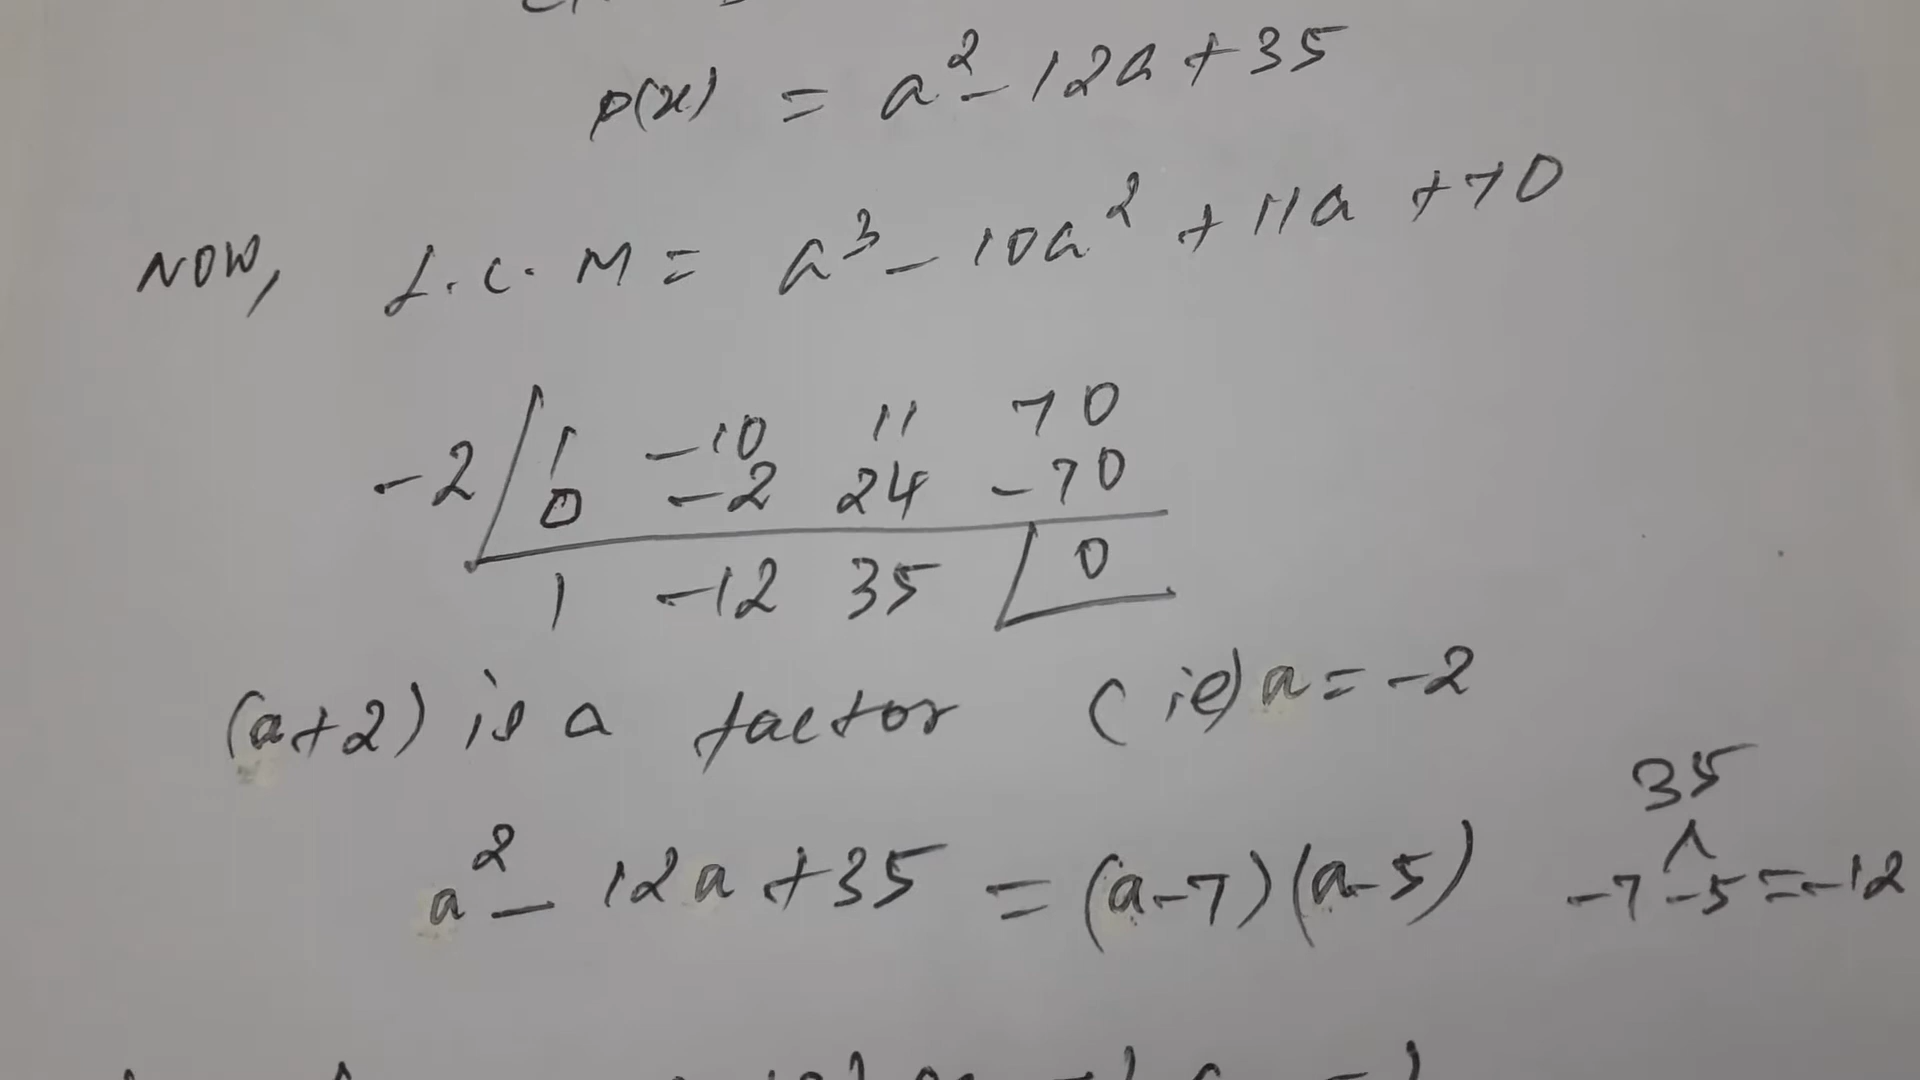 p(x) = a² - 12a + 35
NOW, L.C.M = a³ - 10a² + 11a + 70
1 -10 11 70
-2 0 -2 24 -70
1 -12 35 0
(a+2) is a factor (ie) a = -2
35
a² - 12a + 35 = (a-7)(a-5) -7 -5 = -12